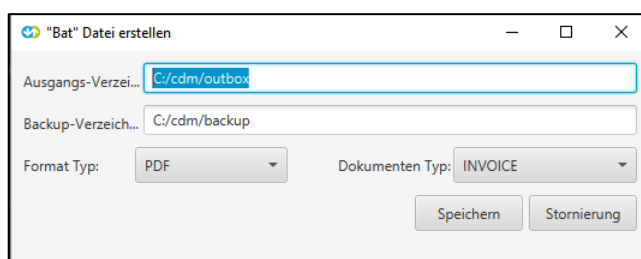 "Bat" Datei erstellen
Ausgangs-Verzei... C:/cdm/outbox
Backup-Verzeich... C:/cdm/backup
Format Typ: PDF Dokumenten Typ: INVOICE
Speichern Stornierung